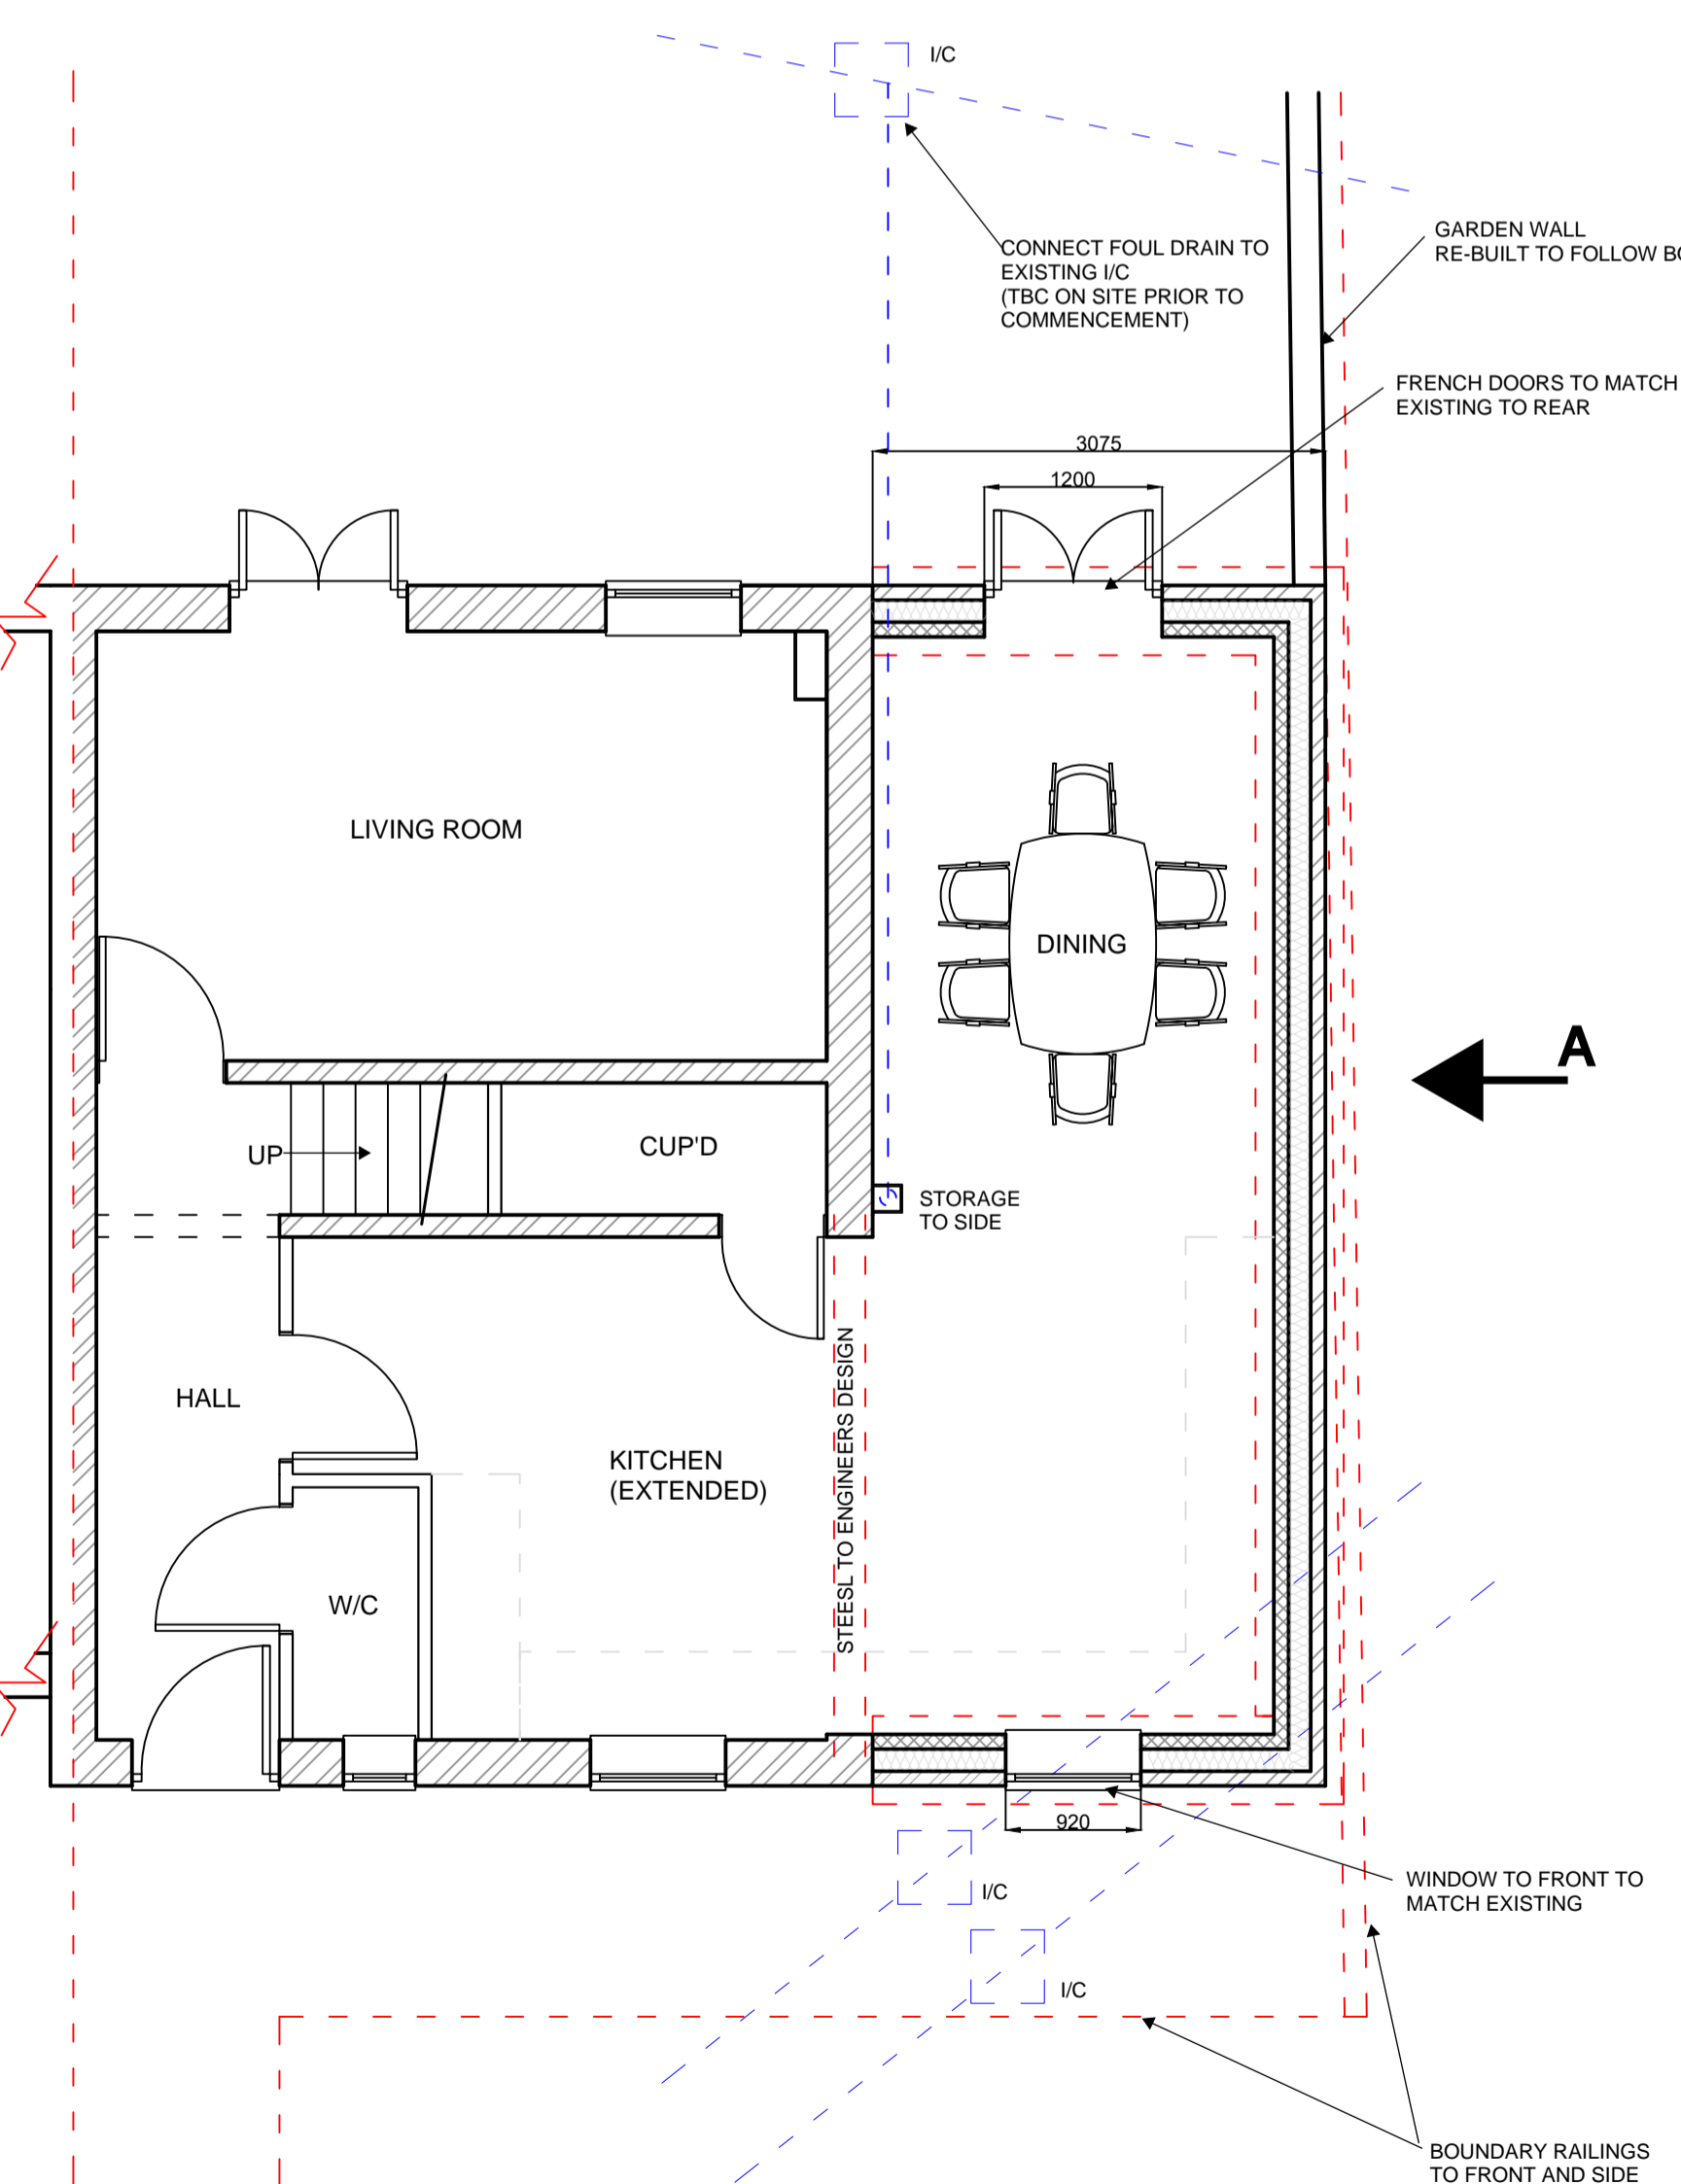 I/C
CONNECT FOUL DRAIN TO
EXISTING I/C
(TBC ON SITE PRIOR TO
COMMENCEMENT)
GARDEN WALL
RE-BUILT TO FOLLOW
FRENCH DOORS TO MATCH
EXISTING TO REAR
3075
1200
LIVING ROOM
DINING
A
UP
CUP'D
STORAGE
TO SIDE
HALL
KITCHEN
(EXTENDED)
STEESL TO ENGINEERS DESIGN
W/C
920
I/C
I/C
WINDOW TO FRONT TO
MATCH EXISTING
BOUNDARY RAILINGS
TO FRONT AND SIDE